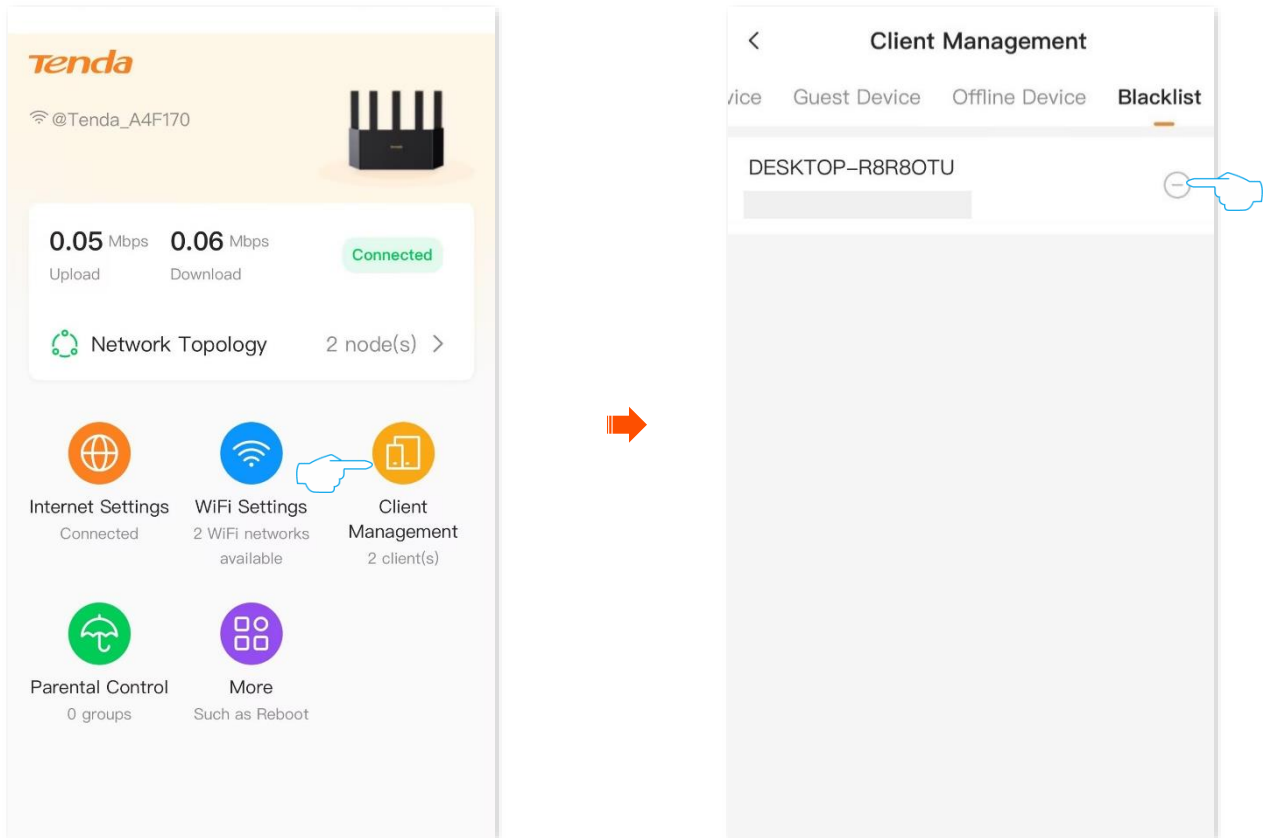 Tenda
@Tenda_A4F170
0.05 Mbps 0.06 Mbps
Upload Download
Connected
Network Topology 2 node(s)
Internet Settings
Connected
WiFi Settings
2 WiFi networks
available
Client
Management
2 client(s)
Parental Control
0 groups
More
Such as Reboot
Client Management
vice Guest Device Offline Device Blacklist
DESKTOP-R8R8OTU